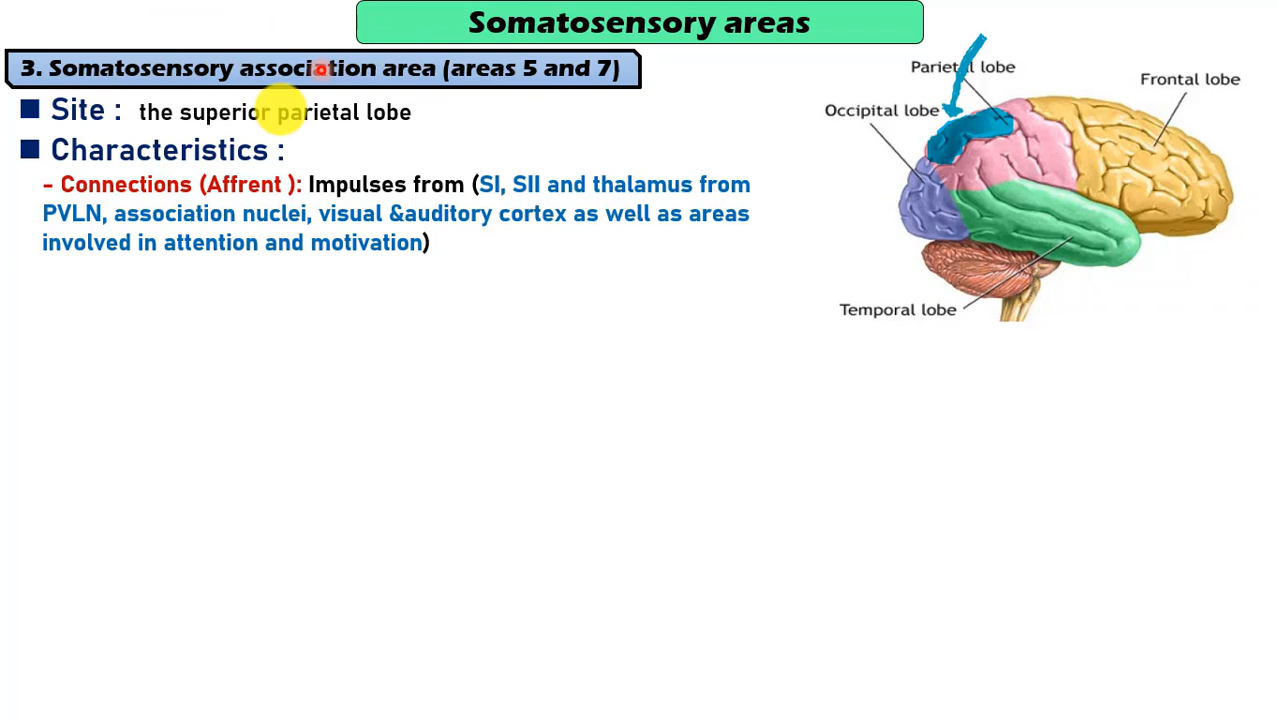 Somatosensory areas
3. Somatosensory association area (areas 5 and 7)
Site : the superior parietal lobe
Characteristics :
- Connections (Affrent ): Impulses from (SI, SII and thalamus from
PVLN, association nuclei, visual &auditory cortex as well as areas
involved in attention and motivation)
Parietal lobe
Frontal lobe
Occipital lobe
Temporal lobe